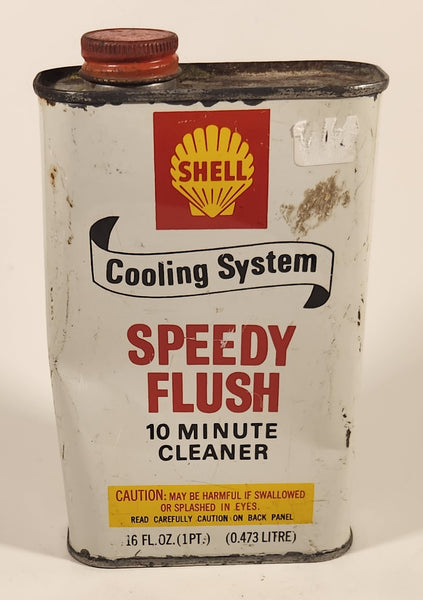 SHELL
Cooling System
SPEEDY
FLUSH
10 MINUTE
CLEANER
CAUTION: MAY BE HARMFUL IF SWALLOWED
OR SPLASHED IN EYES.
READ CAREFULLY CAUTION ON BACK PANEL
16 FL. OZ. (1 PT.) (0.473 LITRE)